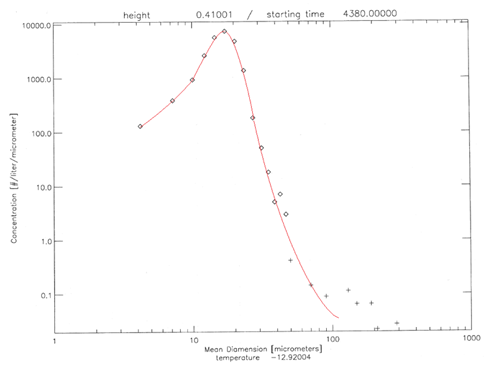 height 0.41001 / starting time 4380.00000
10000.0
1000.0
100.0
10.0
1.0
0.1
Concentration [#/liter/micrometer]
1 10 100 1000
Mean Diamension [micrometers]
temperature -12.92004